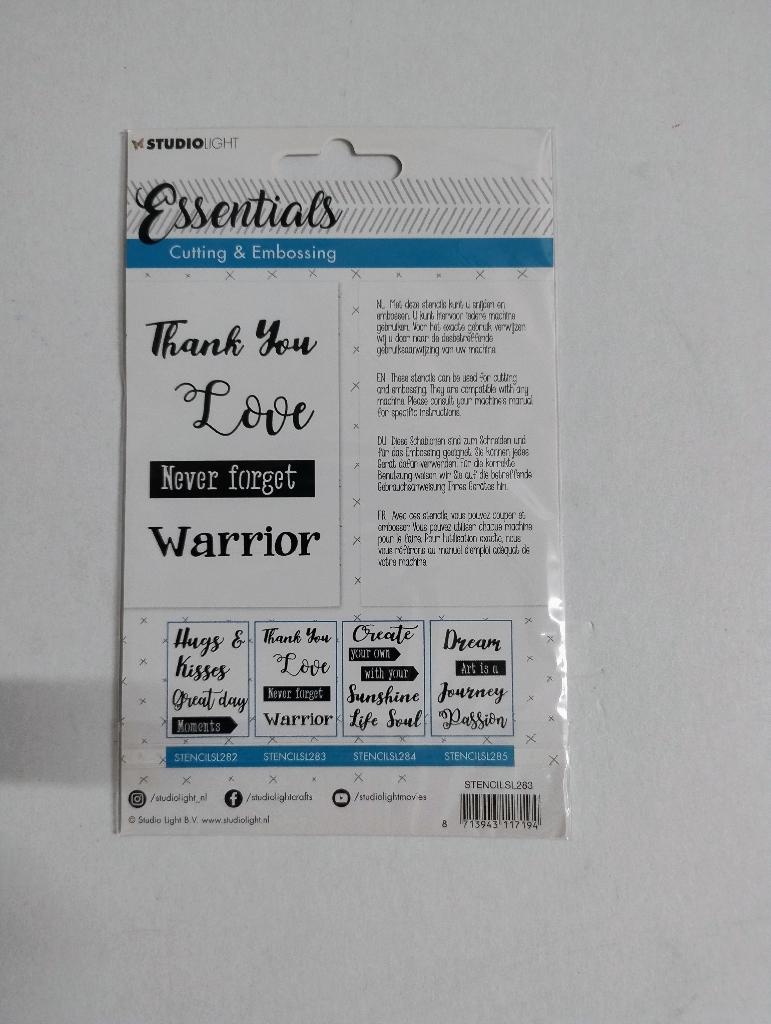 STUDIOLIGHT
Essentials
Cutting & Embossing
Thank You
Love
Never forget
Warrior
NL Met deze stencils kunt u snijden en
embossen. U kunt hiervoor iedere machine
gebruiken. Voor het exacte gebruik verwijzen
wij u door naar de desbetreffende
gebruiksaanwijzing van uw machine.
EN These stencils can be used for cutting
and embossing. They are compatible with any
machine. Please consult your machine's manual
for specific instructions.
DU Diese Schablonen sind zum Schneiden und
für das Embossing geeignet. Sie können jedes
Gerät dafür verwenden. Für die korrekte
Benutzung weisen wir Sie auf die betreffende
Gebrauchsanweisung Ihres Gerätes hin.
FR Avec ces stencils, vous pouvez couper et
embosser. Vous pouvez utiliser chaque machine
pour le faire. Pour l'utilisation exacte, nous
vous référons au manuel d'emploi adéquat de
votre machine.
Hugs &
Kisses
Great day
Moments
Thank You
Love
Never forget
Warrior
Create
your own
with your
Sunshine
Life Soul
Dream
Art is a
Journey
Passion
STENCILSL282 STENCILSL283 STENCILSL284 STENCILSL285
/studiolight_nl /studiolightcrafts /studiolightmovies
© Studio Light B.V. www.studiolight.nl
STENCILSL283
8 713943 117194